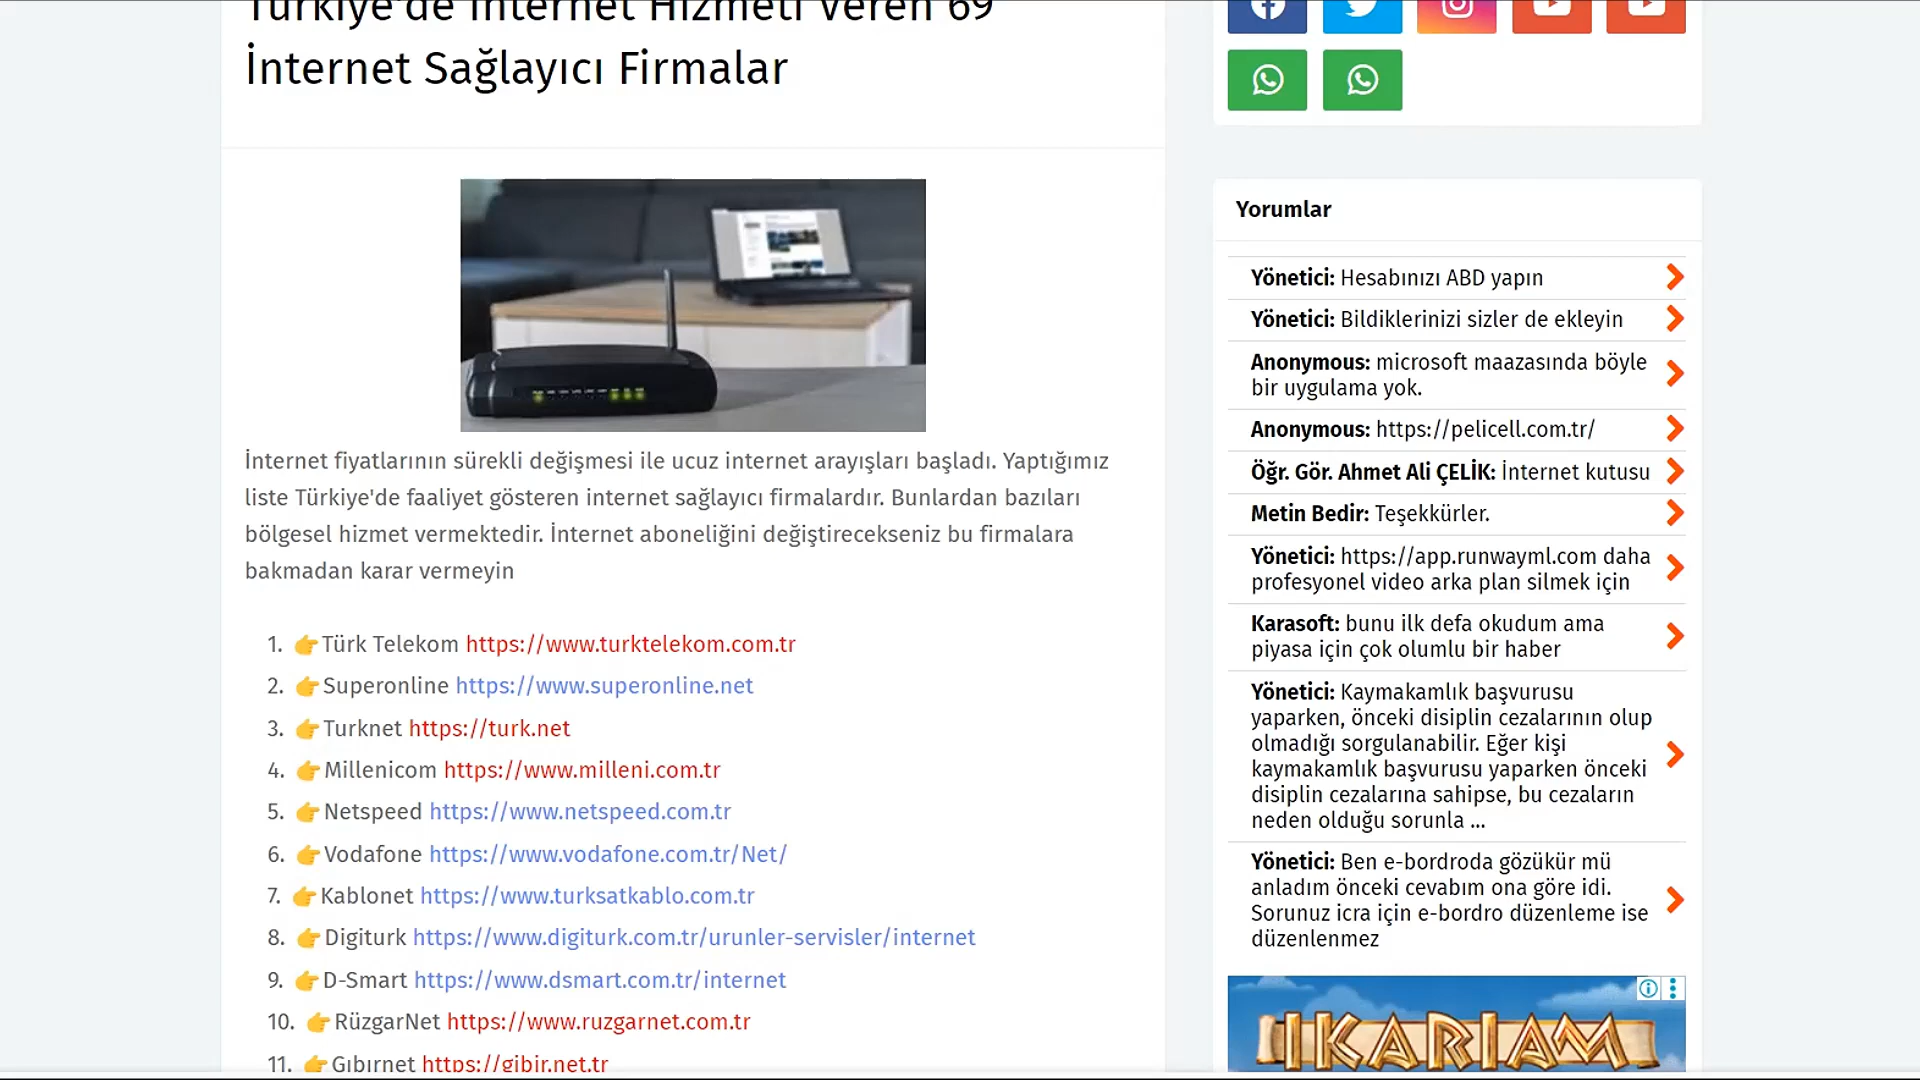 Türkiye'de İnternet Hizmeti Veren 69
İnternet Sağlayıcı Firmalar
İnternet fiyatlarının sürekli değişmesi ile ucuz internet arayışları başladı. Yaptığımız
liste Türkiye'de faaliyet gösteren internet sağlayıcı firmalardır. Bunlardan bazıları
bölgesel hizmet vermektedir. İnternet aboneliğini değiştirecekseniz bu firmalara
bakmadan karar vermeyin
1. 👉Türk Telekom https://www.turktelekom.com.tr
2. 👉Superonline https://www.superonline.net
3. 👉Turknet https://turk.net
4. 👉Millenicom https://www.milleni.com.tr
5. 👉Netspeed https://www.netspeed.com.tr
6. 👉Vodafone https://www.vodafone.com.tr/Net/
7. 👉Kablonet https://www.turksatkablo.com.tr
8. 👉Digiturk https://www.digiturk.com.tr/urunler-servisler/internet
9. 👉D-Smart https://www.dsmart.com.tr/internet
10. 👉RüzgarNet https://www.ruzgarnet.com.tr
11. 👉Gıbırnet https://gibir.net.tr
Yorumlar
Yönetici: Hesabınızı ABD yapın
Yönetici: Bildiklerinizi sizler de ekleyin
Anonymous: microsoft maazasında böyle
bir uygulama yok.
Anonymous: https://pelicell.com.tr/
Öğr. Gör. Ahmet Ali ÇELİK: İnternet kutusu
Metin Bedir: Teşekkürler.
Yönetici: https://app.runwayml.com daha
profesyonel video arka plan silmek için
Karasoft: bunu ilk defa okudum ama
piyasa için çok olumlu bir haber
Yönetici: Kaymakamlık başvurusu
yaparken, önceki disiplin cezalarının olup
olmadığı sorgulanabilir. Eğer kişi
kaymakamlık başvurusu yaparken önceki
disiplin cezalarına sahipse, bu cezaların
neden olduğu sorunla ...
Yönetici: Ben e-bordroda gözükür mü
anladım önceki cevabım ona göre idi.
Sorunuz icra için e-bordro düzenleme ise
düzenlenmez
IKARIAM